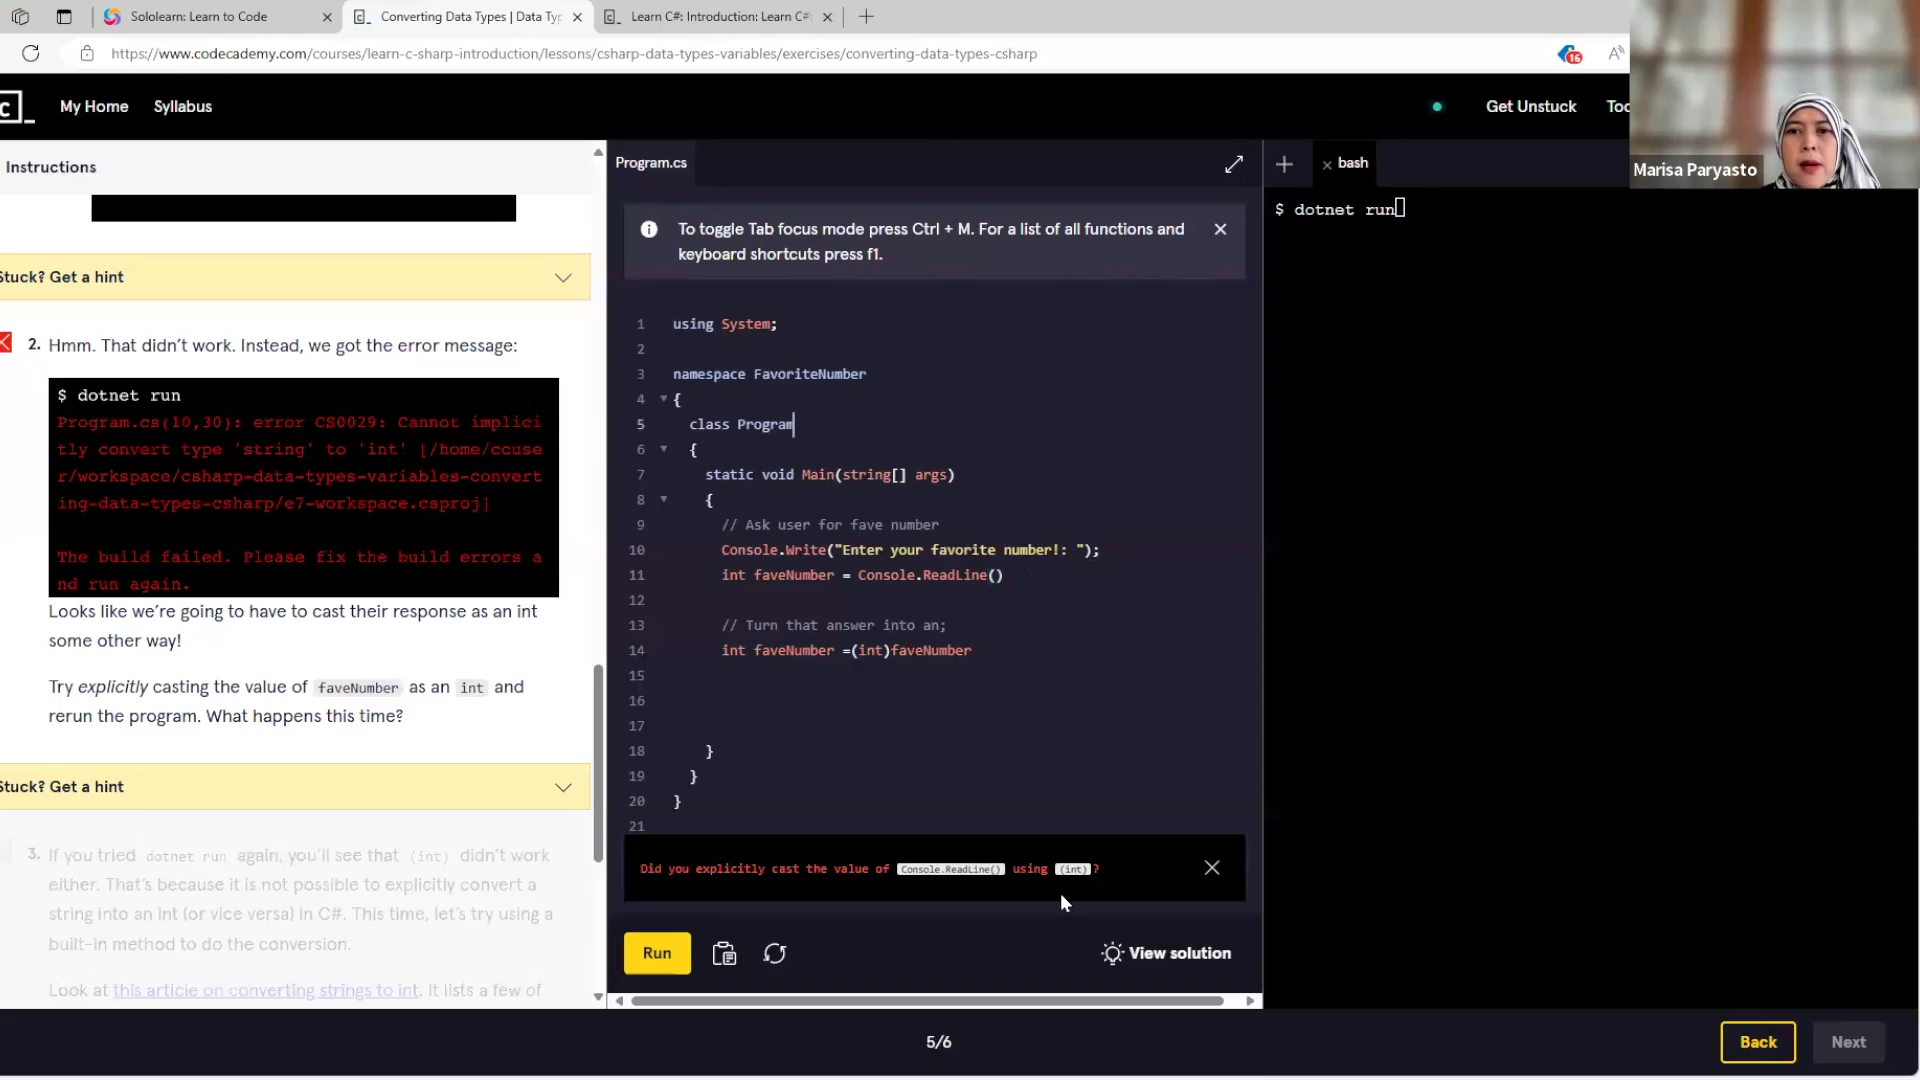 Sololearn: Learn to Code
Converting Data Types | Data Typ
Learn C#: Introduction: Learn C#
https://www.codecademy.com/courses/learn-c-sharp-introduction/lessons/csharp-data-types-variables/exercises/converting-data-types-csharp
16
A
c_
My Home
Syllabus
Get Unstuck
Too
Marisa Paryasto
Instructions
Program.cs
bash
$ dotnet run
To toggle Tab focus mode press Ctrl + M. For a list of all functions and
keyboard shortcuts press f1.
Stuck? Get a hint
2. Hmm. That didn't work. Instead, we got the error message:
$ dotnet run
Program.cs(10,30): error CS0029: Cannot implici
tly convert type 'string' to 'int' [/home/ccuse
r/workspace/csharp-data-types-variables-convert
ing-data-types-csharp/e7-workspace.csproj]
The build failed. Please fix the build errors a
nd run again.
Looks like we're going to have to cast their response as an int
some other way!
Try explicitly casting the value of faveNumber as an int and
rerun the program. What happens this time?
Stuck? Get a hint
3. If you tried dotnet run again, you'll see that (int) didn't work
either. That's because it is not possible to explicitly convert a
string into an int (or vice versa) in C#. This time, let's try using a
built-in method to do the conversion.
Look at this article on converting strings to int. It lists a few of
1 using System;
2
3 namespace FavoriteNumber
4 {
5 class Program
6 {
7 static void Main(string[] args)
8 {
9 // Ask user for fave number
10 Console.Write("Enter your favorite number!: ");
11 int faveNumber = Console.ReadLine()
12
13 // Turn that answer into an;
14 int faveNumber =(int)faveNumber
15
16
17
18 }
19 }
20 }
21
Did you explicitly cast the value of Console.ReadLine() using (int)?
Run
View solution
5/6
Back
Next